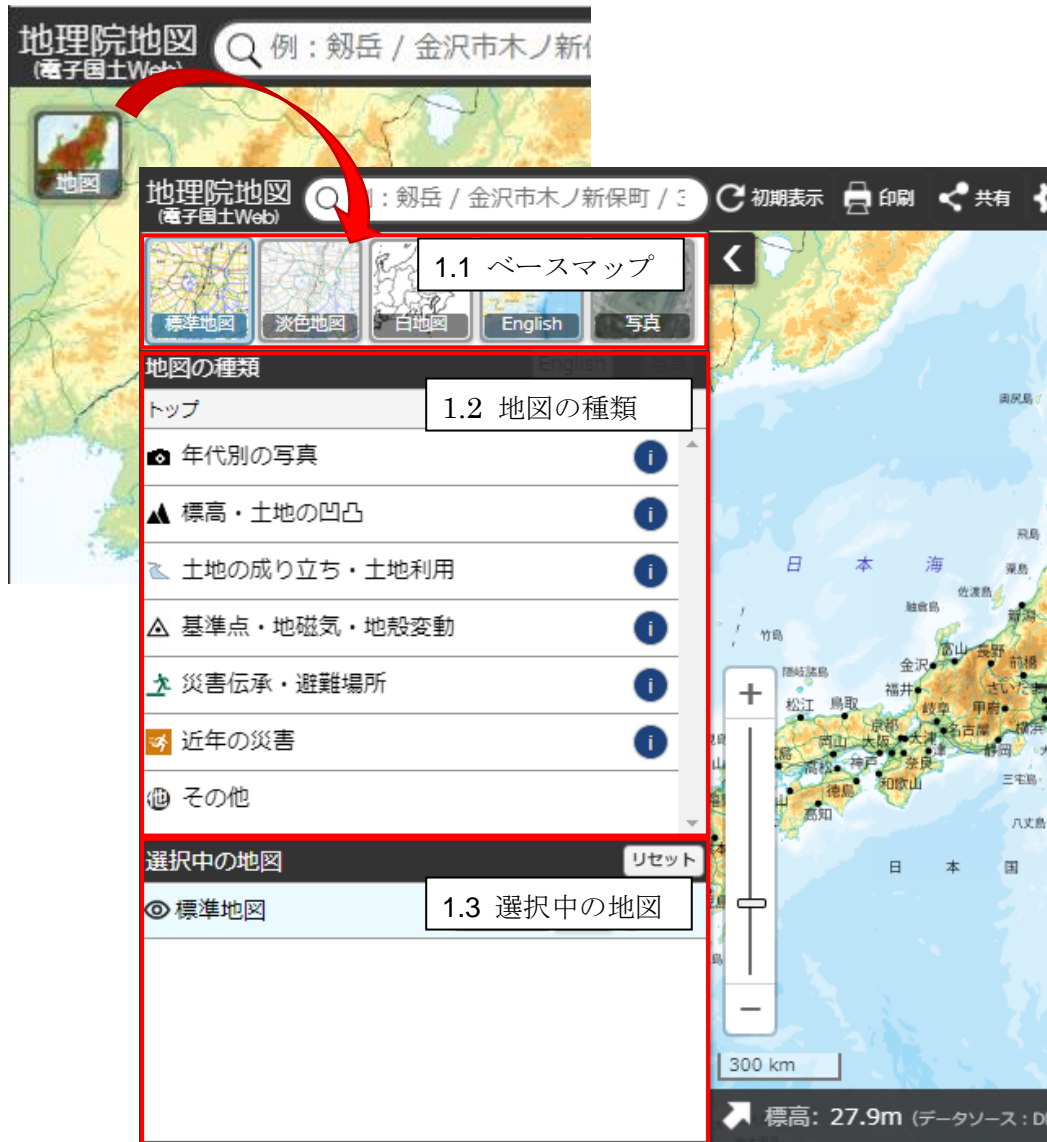 地理院地図
(電子国土Web)
例：剱岳 / 金沢市木ノ新
地図
地理院地図
(電子国土Web)
：剱岳 / 金沢市木ノ新保町 /
初期表示
印刷
共有
1.1 ベースマップ
標準地図
淡色地図
白地図
English
写真
地図の種類
English
写真
トップ
1.2 地図の種類
年代別の写真
i
標高・土地の凹凸
i
土地の成り立ち・土地利用
i
基準点・地磁気・地殻変動
i
災害伝承・避難場所
i
近年の災害
i
その他
選択中の地図
リセット
標準地図
1.3 選択中の地図
奥尻島
飛島
粟島
日本海
佐渡島
舳倉島
新潟
竹島
富山
長野
前橋
金沢
隠岐諸島
福井
さいたま
松江
鳥取
岐阜
甲府
京都
名古屋
横浜
岡山
大阪
大津
津
静岡
島
高松
神戸
奈良
三宅島
徳島
和歌山
高知
八丈島
日本国
+
−
300 km
標高: 27.9m (データソース：D